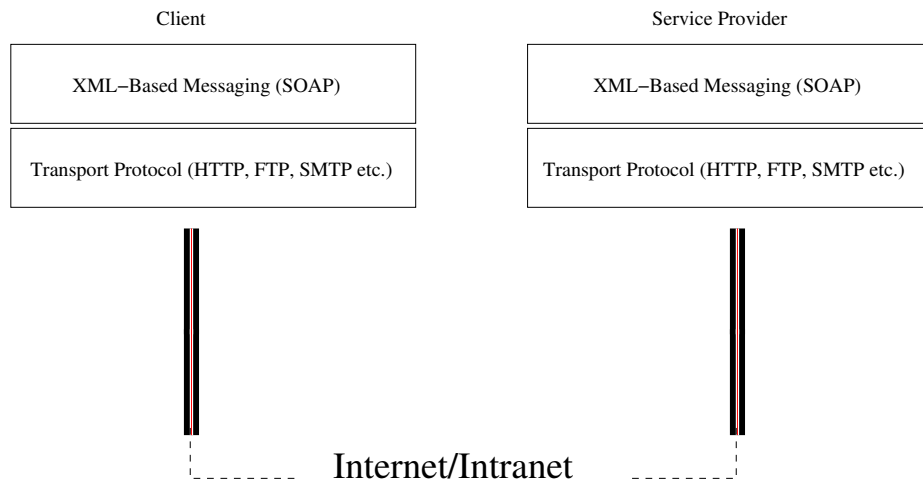 Client
Service Provider
XML−Based Messaging (SOAP)
XML−Based Messaging (SOAP)
Transport Protocol (HTTP, FTP, SMTP etc.)
Transport Protocol (HTTP, FTP, SMTP etc.)
Internet/Intranet